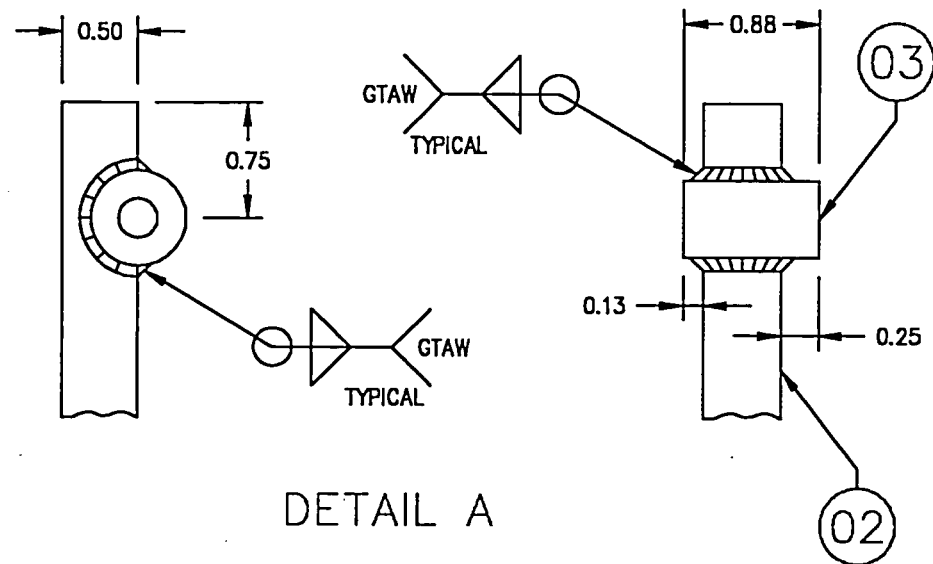 0.50
0.88
03
GTAW
TYPICAL
0.75
0.13
0.25
GTAW
TYPICAL
DETAIL A
02